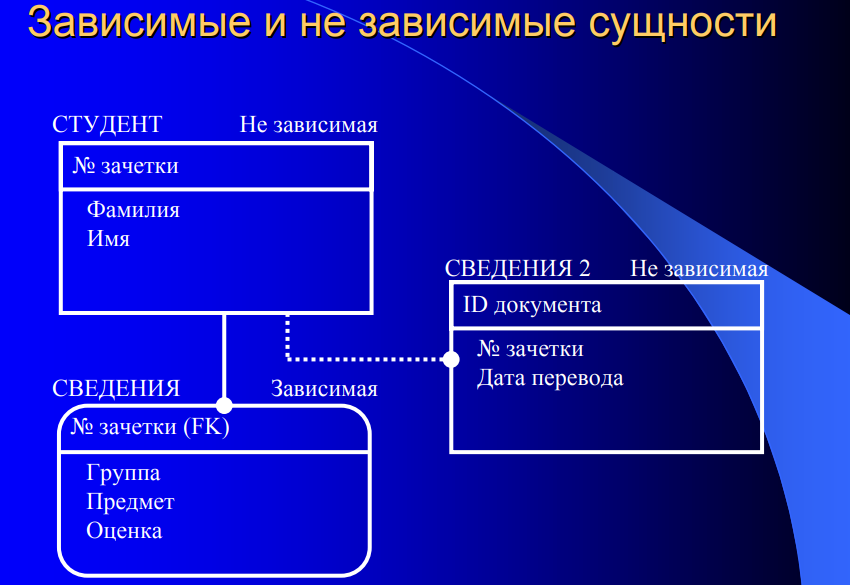 Зависимые и не зависимые сущности
СТУДЕНТ Не зависимая
№ зачетки
Фамилия
Имя
СВЕДЕНИЯ 2 Не зависимая
ID документа
№ зачетки
Дата перевода
СВЕДЕНИЯ Зависимая
№ зачетки (FK)
Группа
Предмет
Оценка